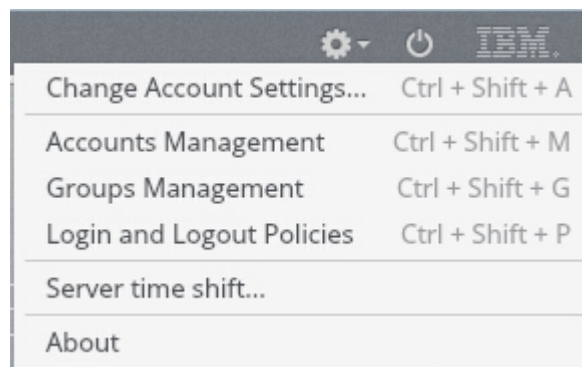 IBM.
Change Account Settings... Ctrl + Shift + A
Accounts Management Ctrl + Shift + M
Groups Management Ctrl + Shift + G
Login and Logout Policies Ctrl + Shift + P
Server time shift...
About